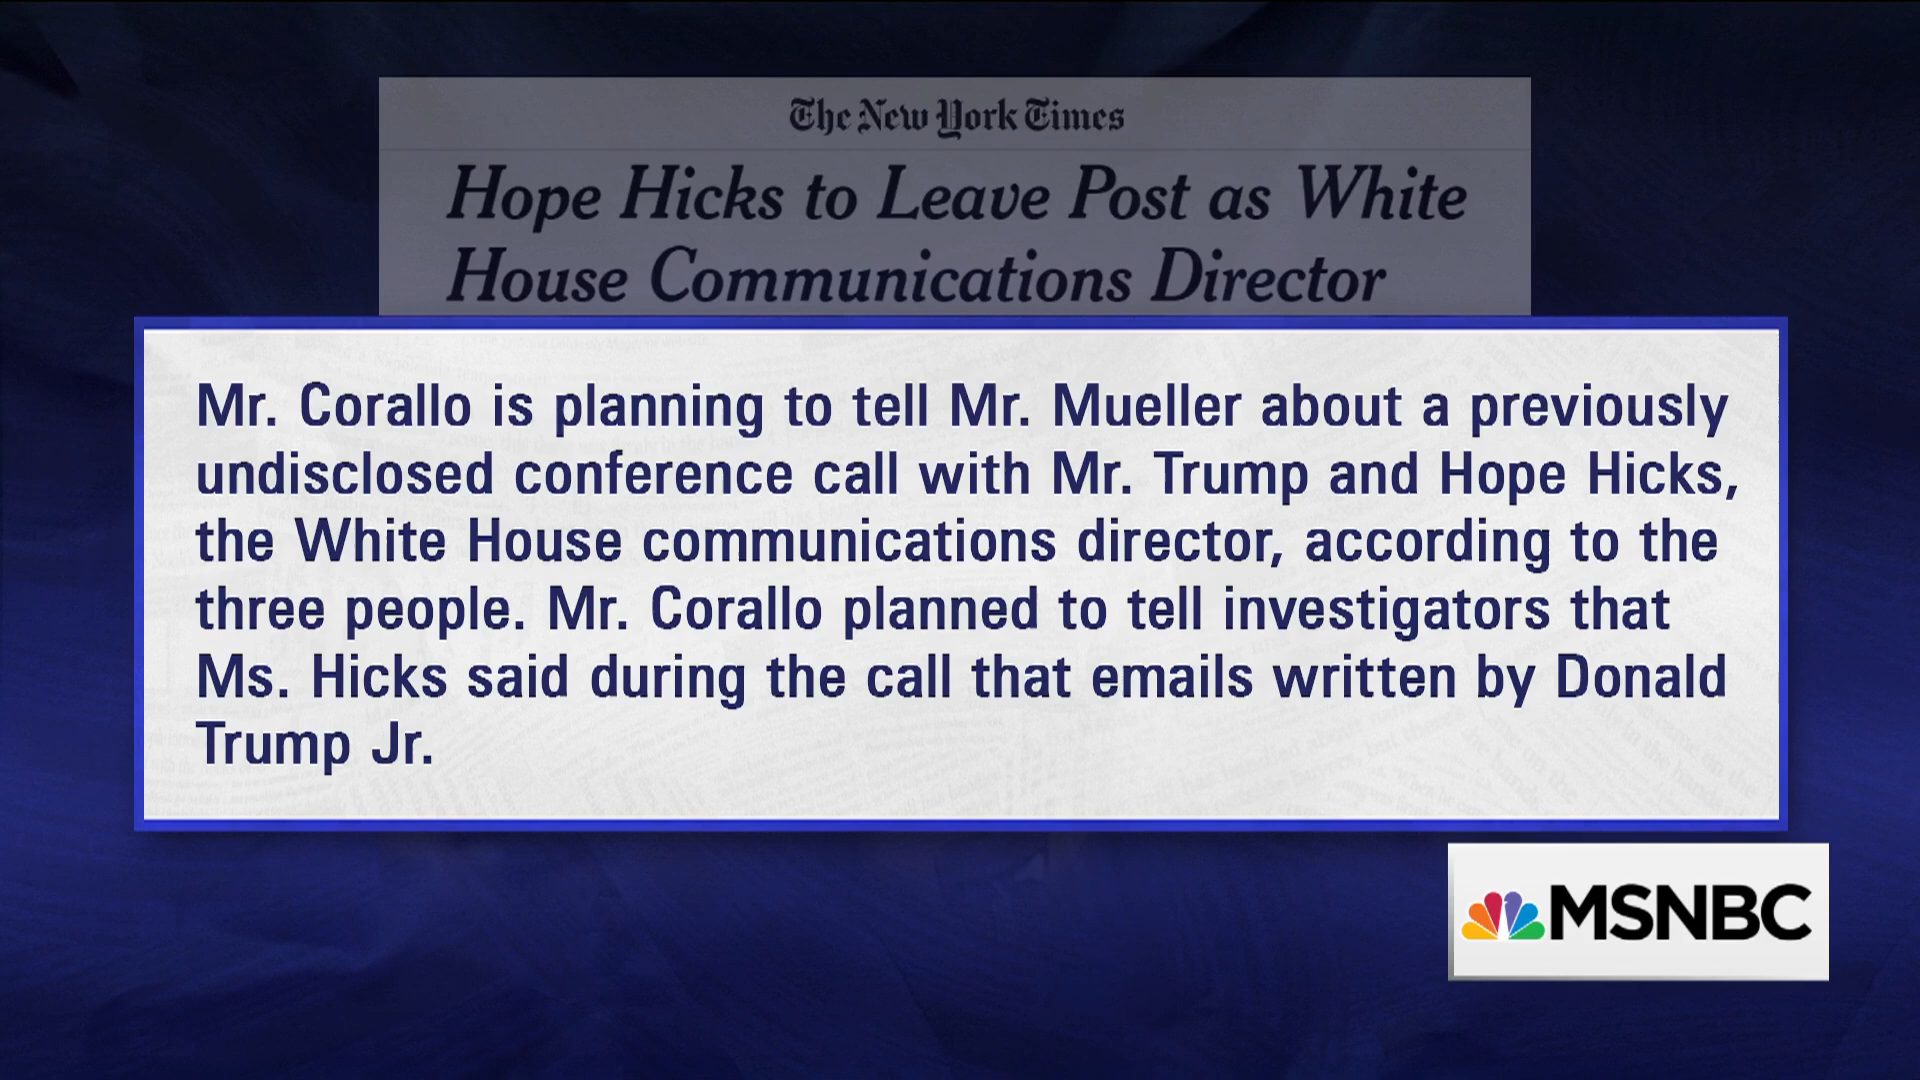 The New York Times
Hope Hicks to Leave Post as White
House Communications Director
Mr. Corallo is planning to tell Mr. Mueller about a previously
undisclosed conference call with Mr. Trump and Hope Hicks,
the White House communications director, according to the
three people. Mr. Corallo planned to tell investigators that
Ms. Hicks said during the call that emails written by Donald
Trump Jr.
MSNBC